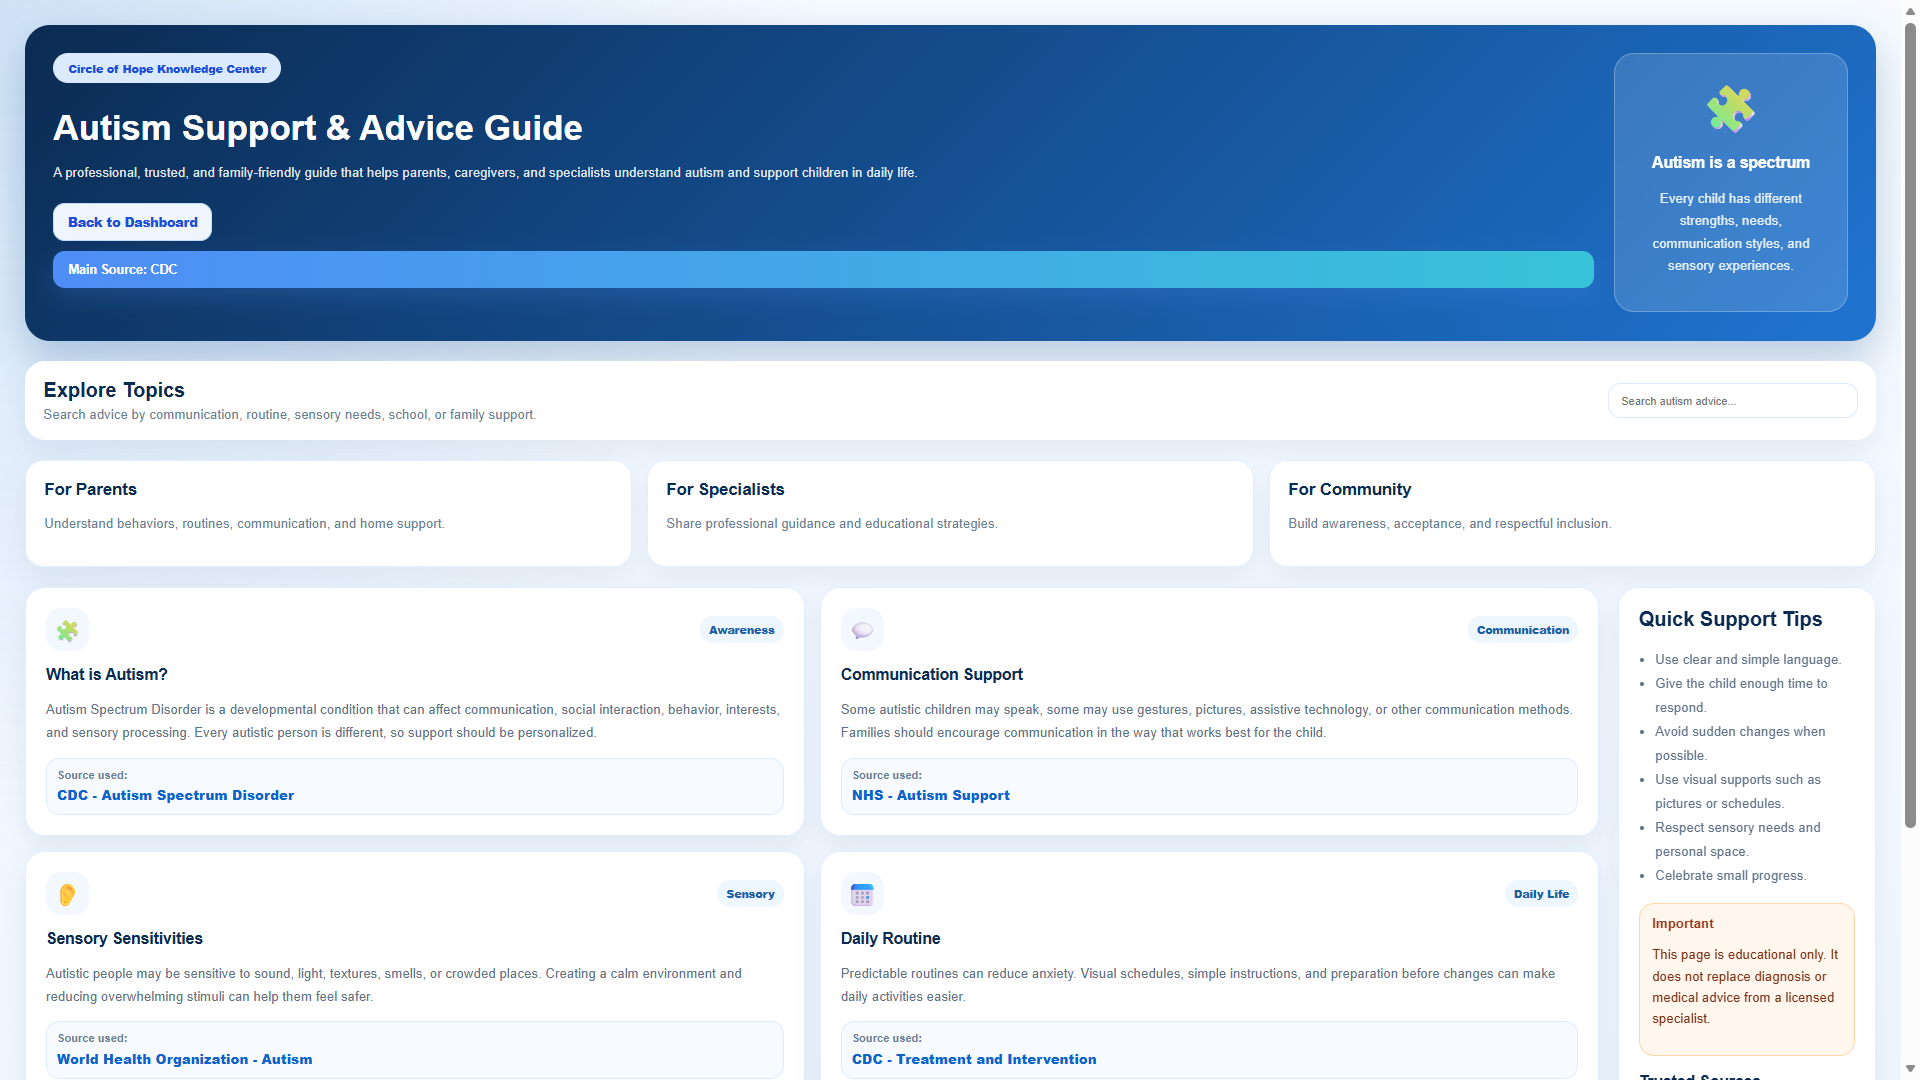 Circle of Hope Knowledge Center
Autism Support & Advice Guide
A professional, trusted, and family-friendly guide that helps parents, caregivers, and specialists understand autism and support children in daily life.
Back to Dashboard
Main Source: CDC
Autism is a spectrum
Every child has different
strengths, needs,
communication styles, and
sensory experiences.
Explore Topics
Search advice by communication, routine, sensory needs, school, or family support.
Search autism advice...
For Parents
Understand behaviors, routines, communication, and home support.
For Specialists
Share professional guidance and educational strategies.
For Community
Build awareness, acceptance, and respectful inclusion.
Awareness
What is Autism?
Autism Spectrum Disorder is a developmental condition that can affect communication, social interaction, behavior, interests,
and sensory processing. Every autistic person is different, so support should be personalized.
Source used:
CDC - Autism Spectrum Disorder
Communication
Communication Support
Some autistic children may speak, some may use gestures, pictures, assistive technology, or other communication methods.
Families should encourage communication in the way that works best for the child.
Source used:
NHS - Autism Support
Sensory
Sensory Sensitivities
Autistic people may be sensitive to sound, light, textures, smells, or crowded places. Creating a calm environment and
reducing overwhelming stimuli can help them feel safer.
Source used:
World Health Organization - Autism
Daily Life
Daily Routine
Predictable routines can reduce anxiety. Visual schedules, simple instructions, and preparation before changes can make
daily activities easier.
Source used:
CDC - Treatment and Intervention
Quick Support Tips
• Use clear and simple language.
• Give the child enough time to
respond.
• Avoid sudden changes when
possible.
• Use visual supports such as
pictures or schedules.
• Respect sensory needs and
personal space.
• Celebrate small progress.
Important
This page is educational only. It
does not replace diagnosis or
medical advice from a licensed
specialist.
Trusted Sources